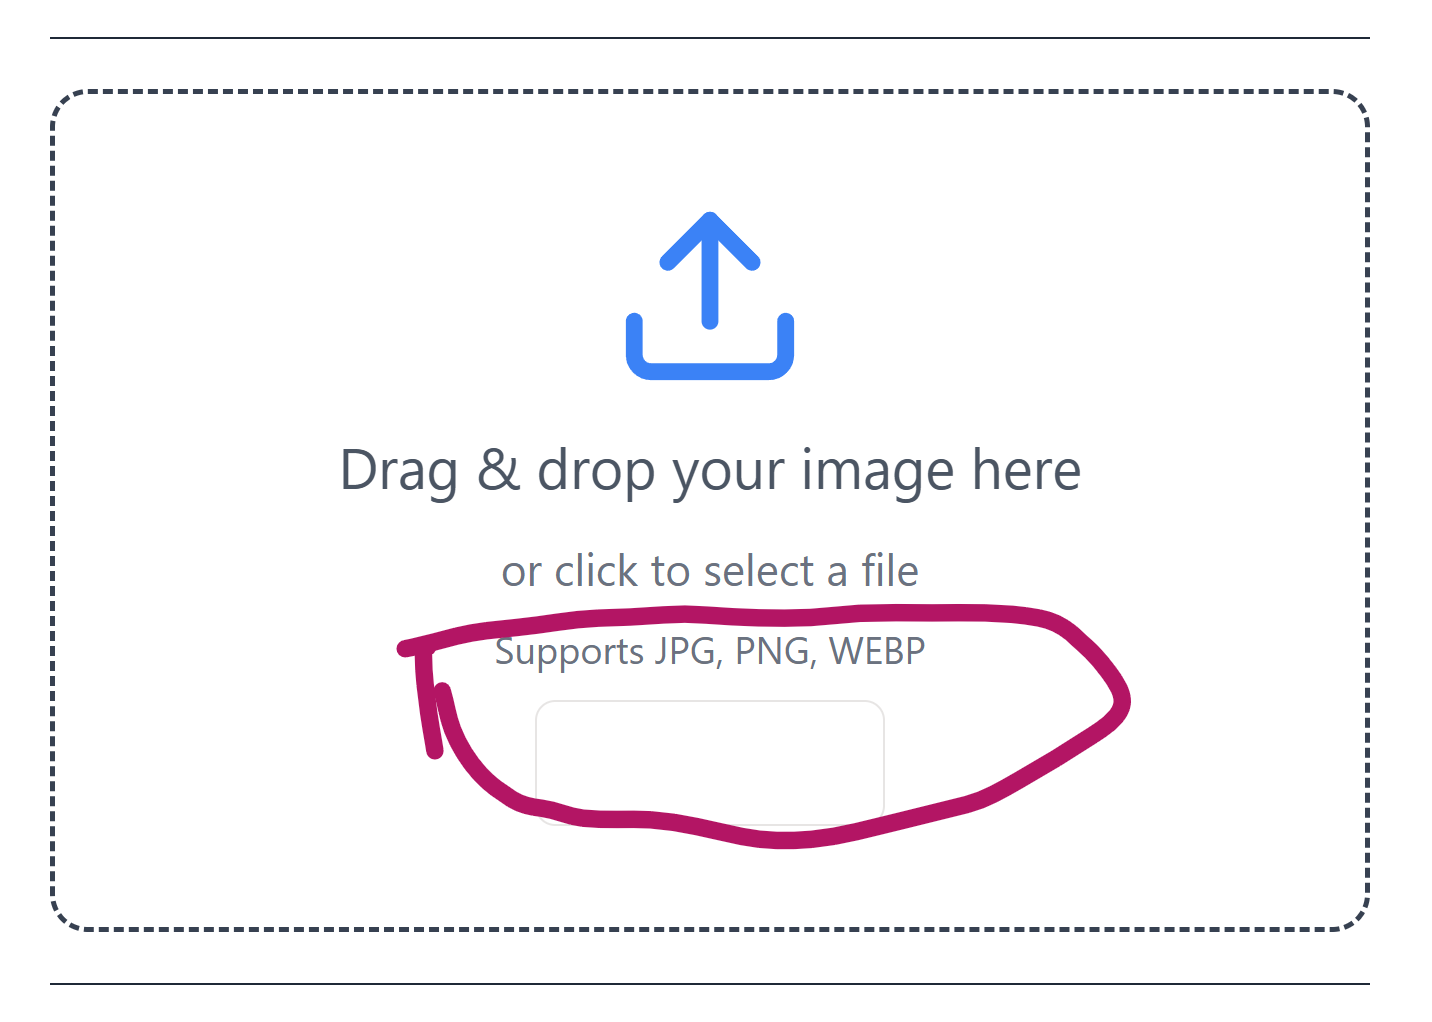 Drag & drop your image here
or click to select a file
Supports JPG, PNG, WEBP